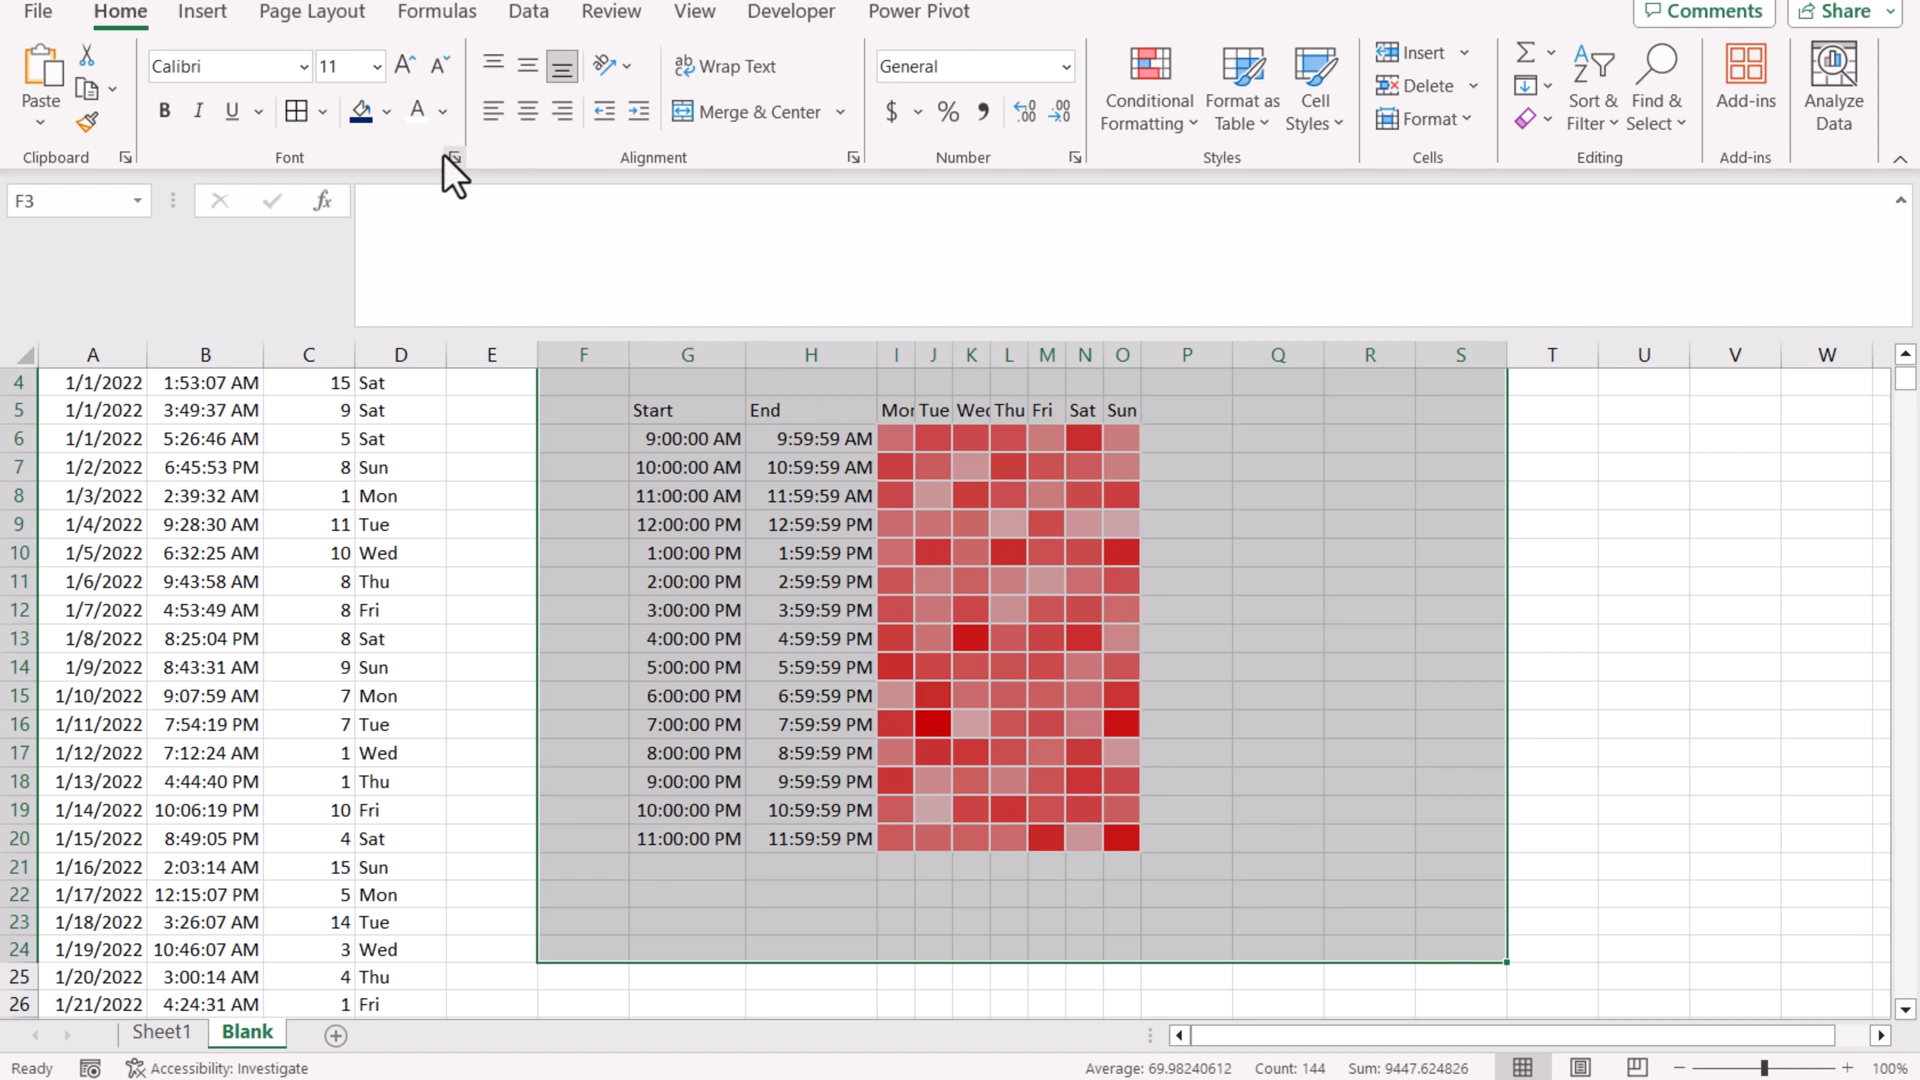 File Home Insert Page Layout Formulas Data Review View Developer Power Pivot Comments Share
Calibri 11 Wrap Text General Insert
Paste Conditional Formatting Format as Table Cell Styles Delete Sort & Filter Find & Select Add-ins Analyze Data
B I U A Merge & Center $ % , Format
Clipboard Font Alignment Number Styles Cells Editing Add-ins
F3 fx
A B C D E F G H I J K L M N O P Q R S T U V W
4 1/1/2022 1:53:07 AM 15 Sat
5 1/1/2022 3:49:37 AM 9 Sat Start End Mon Tue Wed Thu Fri Sat Sun
6 1/1/2022 5:26:46 AM 5 Sat 9:00:00 AM 9:59:59 AM
7 1/2/2022 6:45:53 PM 8 Sun 10:00:00 AM 10:59:59 AM
8 1/3/2022 2:39:32 AM 1 Mon 11:00:00 AM 11:59:59 AM
9 1/4/2022 9:28:30 AM 11 Tue 12:00:00 PM 12:59:59 PM
10 1/5/2022 6:32:25 AM 10 Wed 1:00:00 PM 1:59:59 PM
11 1/6/2022 9:43:58 AM 8 Thu 2:00:00 PM 2:59:59 PM
12 1/7/2022 4:53:49 AM 8 Fri 3:00:00 PM 3:59:59 PM
13 1/8/2022 8:25:04 PM 8 Sat 4:00:00 PM 4:59:59 PM
14 1/9/2022 8:43:31 AM 9 Sun 5:00:00 PM 5:59:59 PM
15 1/10/2022 9:07:59 AM 7 Mon 6:00:00 PM 6:59:59 PM
16 1/11/2022 7:54:19 PM 7 Tue 7:00:00 PM 7:59:59 PM
17 1/12/2022 7:12:24 AM 1 Wed 8:00:00 PM 8:59:59 PM
18 1/13/2022 4:44:40 PM 1 Thu 9:00:00 PM 9:59:59 PM
19 1/14/2022 10:06:19 PM 10 Fri 10:00:00 PM 10:59:59 PM
20 1/15/2022 8:49:05 PM 4 Sat 11:00:00 PM 11:59:59 PM
21 1/16/2022 2:03:14 AM 15 Sun
22 1/17/2022 12:15:07 PM 5 Mon
23 1/18/2022 3:26:07 AM 14 Tue
24 1/19/2022 10:46:07 AM 3 Wed
25 1/20/2022 3:00:14 AM 4 Thu
26 1/21/2022 4:24:31 AM 1 Fri
Sheet1 Blank
Ready Accessibility: Investigate Average: 69.98240612 Count: 144 Sum: 9447.624826 100%